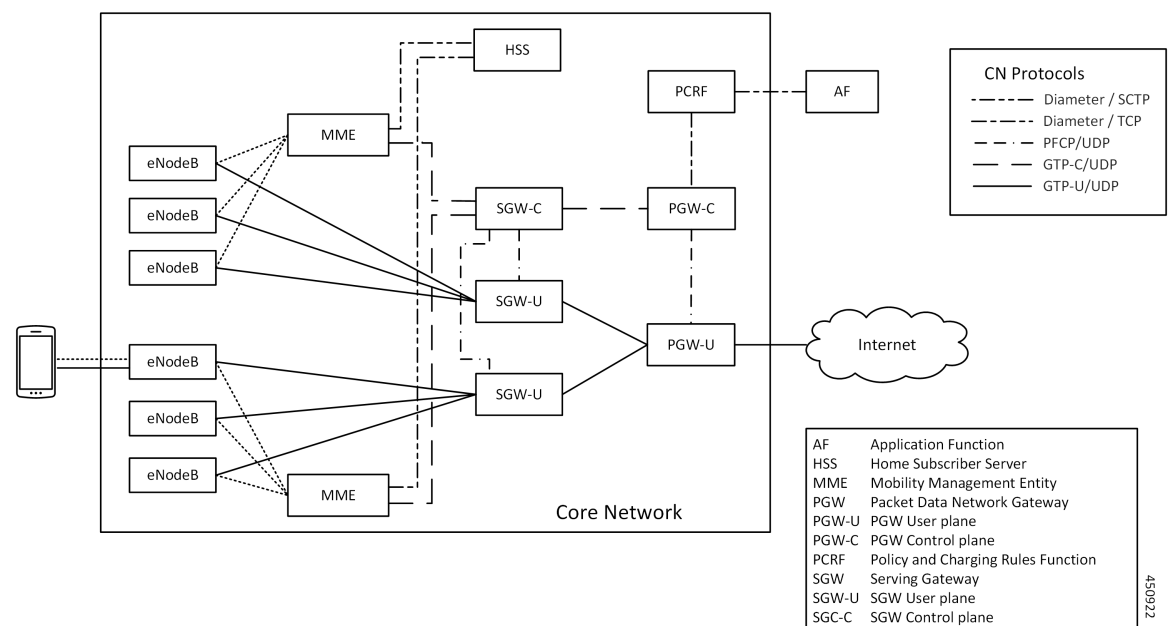 HSS
PCRF
AF
MME
eNodeB
eNodeB
eNodeB
SGW-C
PGW-C
SGW-U
PGW-U
Internet
eNodeB
SGW-U
eNodeB
eNodeB
MME
Core Network
CN Protocols
Diameter / SCTP
Diameter / TCP
PFCP/UDP
GTP-C/UDP
GTP-U/UDP
AF Application Function
HSS Home Subscriber Server
MME Mobility Management Entity
PGW Packet Data Network Gateway
PGW-U PGW User plane
PGW-C PGW Control plane
PCRF Policy and Charging Rules Function
SGW Serving Gateway
SGW-U SGW User plane
SGC-C SGW Control plane
450922